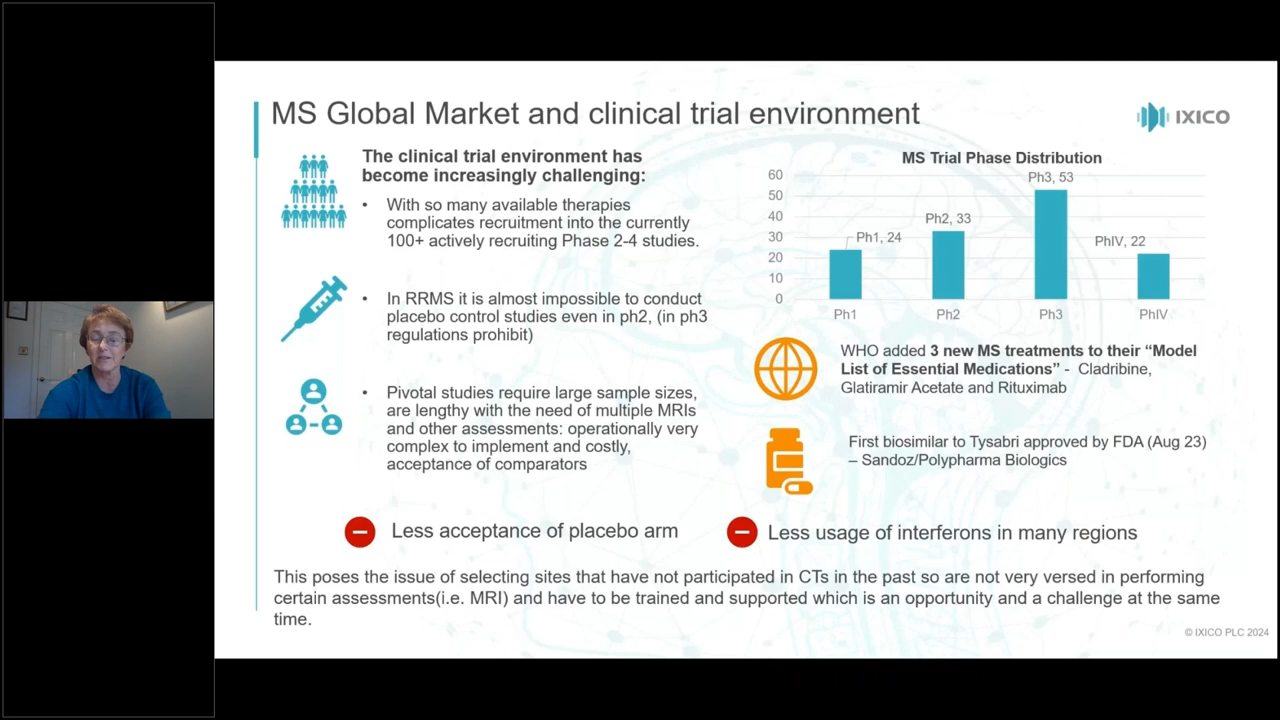 MS Global Market and clinical trial environment
IXICO
The clinical trial environment has
become increasingly challenging:
• With so many available therapies
complicates recruitment into the currently
100+ actively recruiting Phase 2-4 studies.
• In RRMS it is almost impossible to conduct
placebo control studies even in ph2, (in ph3
regulations prohibit)
• Pivotal studies require large sample sizes,
are lengthy with the need of multiple MRIs
and other assessments: operationally very
complex to implement and costly,
acceptance of comparators
MS Trial Phase Distribution
60
50
40
30
20
10
0
Ph1, 24
Ph2, 33
Ph3, 53
PhIV, 22
Ph1
Ph2
Ph3
PhIV
WHO added 3 new MS treatments to their “Model
List of Essential Medications” - Cladribine,
Glatiramir Acetate and Rituximab
First biosimilar to Tysabri approved by FDA (Aug 23)
– Sandoz/Polypharma Biologics
Less acceptance of placebo arm
Less usage of interferons in many regions
This poses the issue of selecting sites that have not participated in CTs in the past so are not very versed in performing
certain assessments(i.e. MRI) and have to be trained and supported which is an opportunity and a challenge at the same
time.
© IXICO PLC 2024